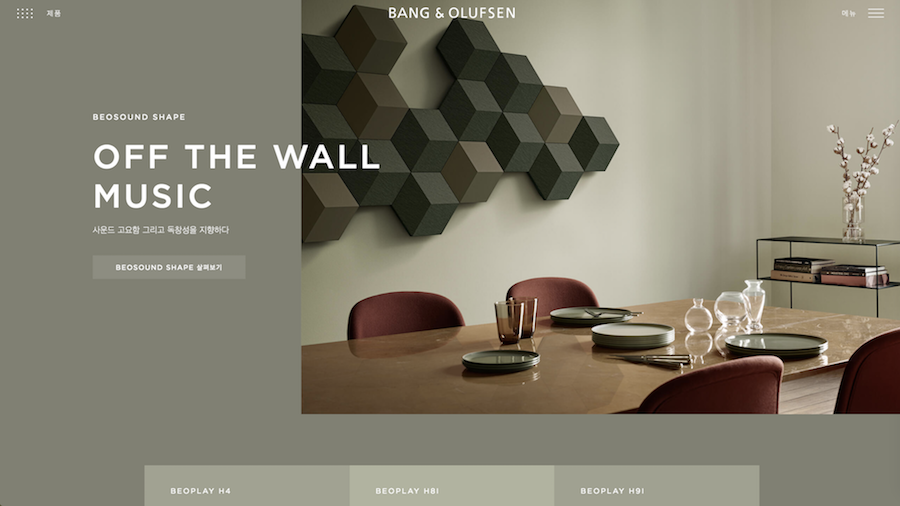 제품
BANG & OLUFSEN
메뉴
BEOSOUND SHAPE
OFF THE WALL
MUSIC
사운드 고요함 그리고 독창성을 지향하다
BEOSOUND SHAPE 살펴보기
BEOPLAY H4
BEOPLAY H8I
BEOPLAY H9I